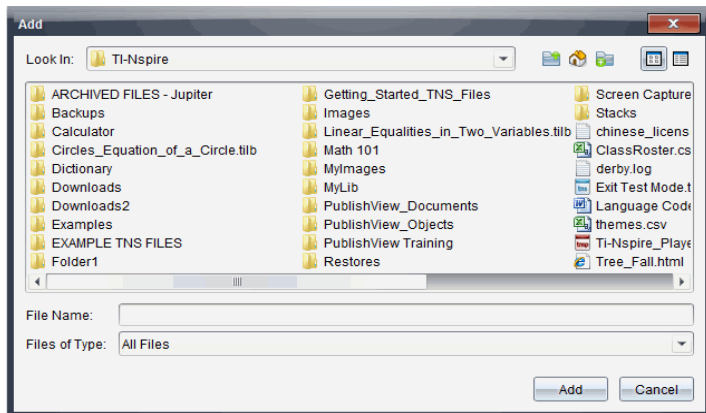 Add
Look In: TI-Nspire
ARCHIVED FILES - Jupiter
Backups
Calculator
Circles_Equation_of_a_Circle.tilb
Dictionary
Downloads
Downloads2
Examples
EXAMPLE TNS FILES
Folder1
Getting_Started_TNS_Files
Images
Linear_Equalities_in_Two_Variables.tilb
Math 101
MyImages
MyLib
PublishView_Documents
PublishView_Objects
PublishView Training
Restores
Screen Capture
Stacks
chinese_licens
ClassRoster.cs
derby.log
Exit Test Mode.t
Language Code
themes.csv
Ti-Nspire_Playe
Tree_Fall.html
File Name:
Files of Type: All Files
Add Cancel